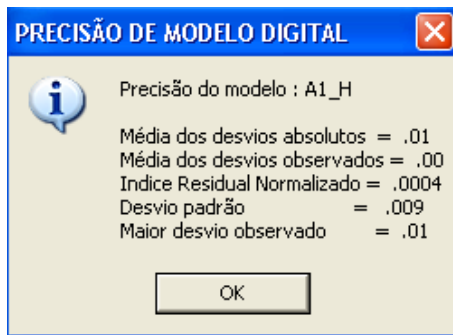 PRECISÃO DE MODELO DIGITAL
Precisão do modelo : A1_H
Média dos desvios absolutos = .01
Média dos desvios observados = .00
Indice Residual Normalizado = .0004
Desvio padrão = .009
Maior desvio observado = .01
OK